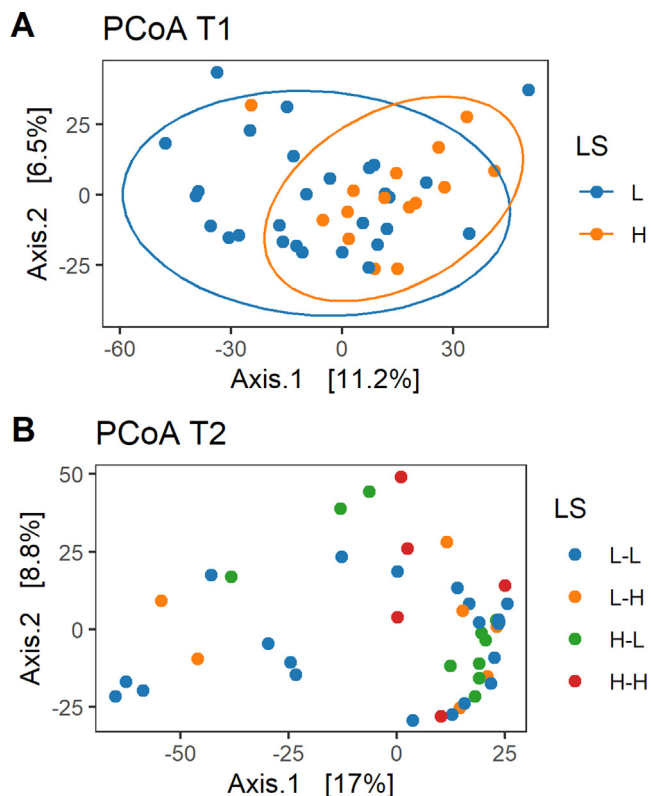 A
PCoA T1
25
0
-25
Axis.2 [6.5%]
-60 -30 0 30
Axis.1 [11.2%]
LS
L
H
B
PCoA T2
50
25
0
-25
Axis.2 [8.8%]
-50 -25 0 25
Axis.1 [17%]
LS
L-L
L-H
H-L
H-H